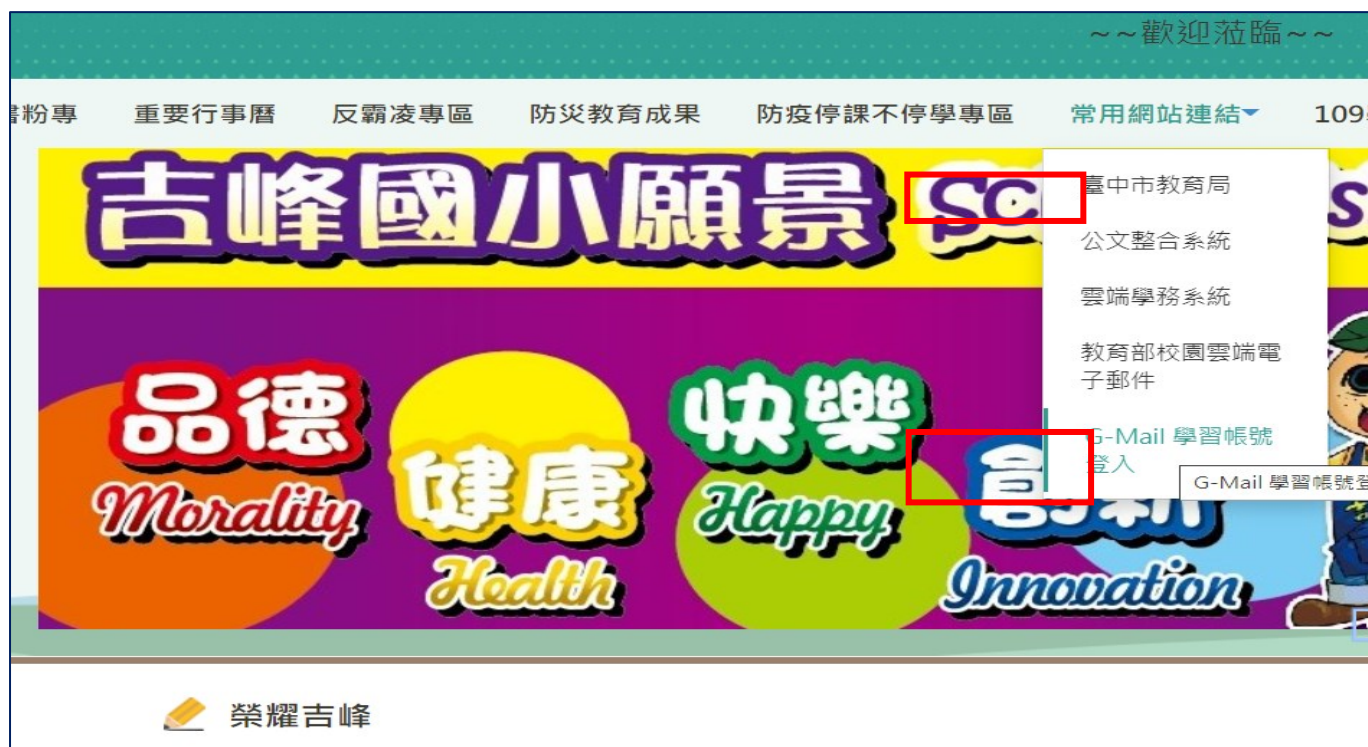 ~~歡迎蒞臨~~
粉專 重要行事曆 反霸凌專區 防災教育成果 防疫停課不停學專區 常用網站連結 109
吉峰國小願景 SC
臺中市教育局
公文整合系統
雲端學務系統
教育部校園雲端電
子郵件
G-Mail 學習帳號
登入
G-Mail 學習帳號登
品德
Morality
健康
Health
快樂
Happy
創新
Innovation
榮耀吉峰